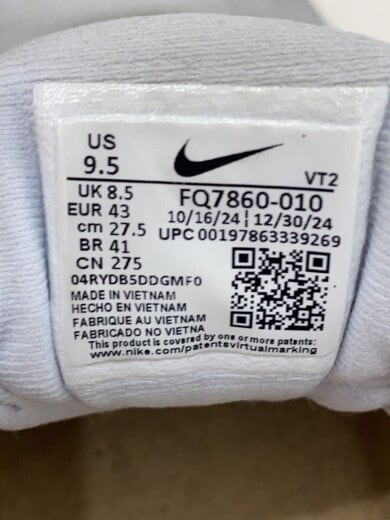 US
9.5
VT2
UK 8.5
EUR 43
cm 27.5
BR 41
CN 275
FQ7860-010
10/16/24 | 12/30/24
UPC 00197863339269
04RYDB5DDGMF0
MADE IN VIETNAM
HECHO EN VIETNAM
FABRIQUE AU VIETNAM
FABRICADO NO VIETNA
This product is covered by one or more patents:
www.nike.com/patentsvirtualmarking